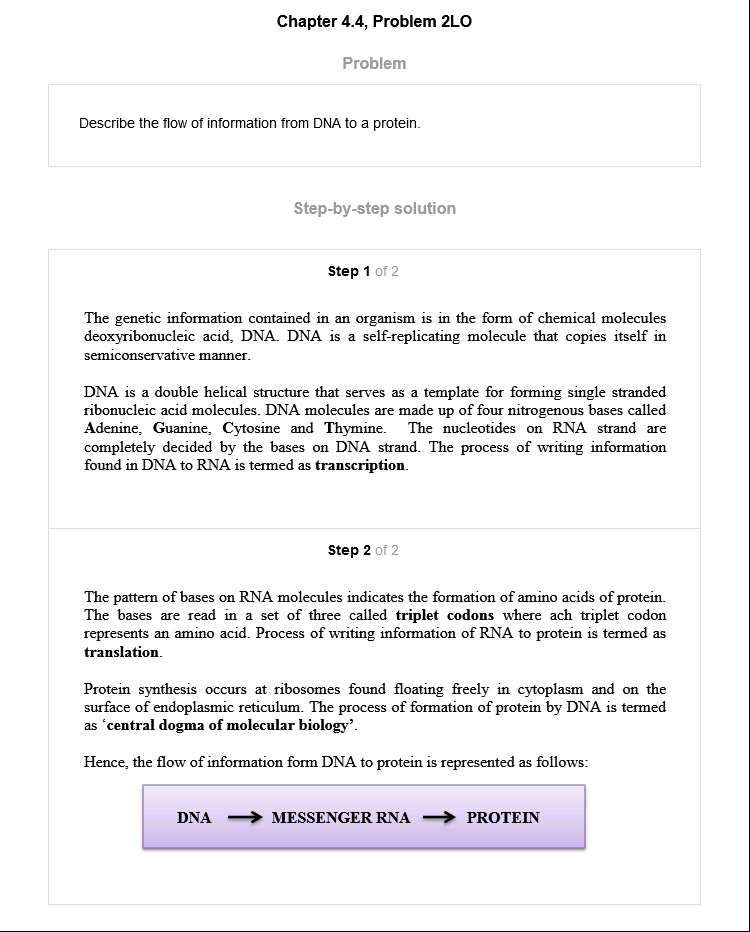 Chapter 4.4, Problem 2LO
Problem
Describe the flow of information from DNA to a protein.
Step-by-step solution
Step 1 of 2
The genetic information contained in an organism is in the form of chemical molecules
deoxyribonucleic acid, DNA. DNA is a self-replicating molecule that copies itself in
semiconservative manner.
DNA is a double helical structure that serves as a template for forming single stranded
ribonucleic acid molecules. DNA molecules are made up of four nitrogenous bases called
Adenine, Guanine, Cytosine and Thymine. The nucleotides on RNA strand are
completely decided by the bases on DNA strand. The process of writing information
found in DNA to RNA is termed as transcription.
Step 2 of 2
The pattern of bases on RNA molecules indicates the formation of amino acids of protein.
The bases are read in a set of three called triplet codons where ach triplet codon
represents an amino acid. Process of writing information of RNA to protein is termed as
translation.
Protein synthesis occurs at ribosomes found floating freely in cytoplasm and on the
surface of endoplasmic reticulum. The process of formation of protein by DNA is termed
as ‘central dogma of molecular biology’.
Hence, the flow of information form DNA to protein is represented as follows:
DNA → MESSENGER RNA → PROTEIN